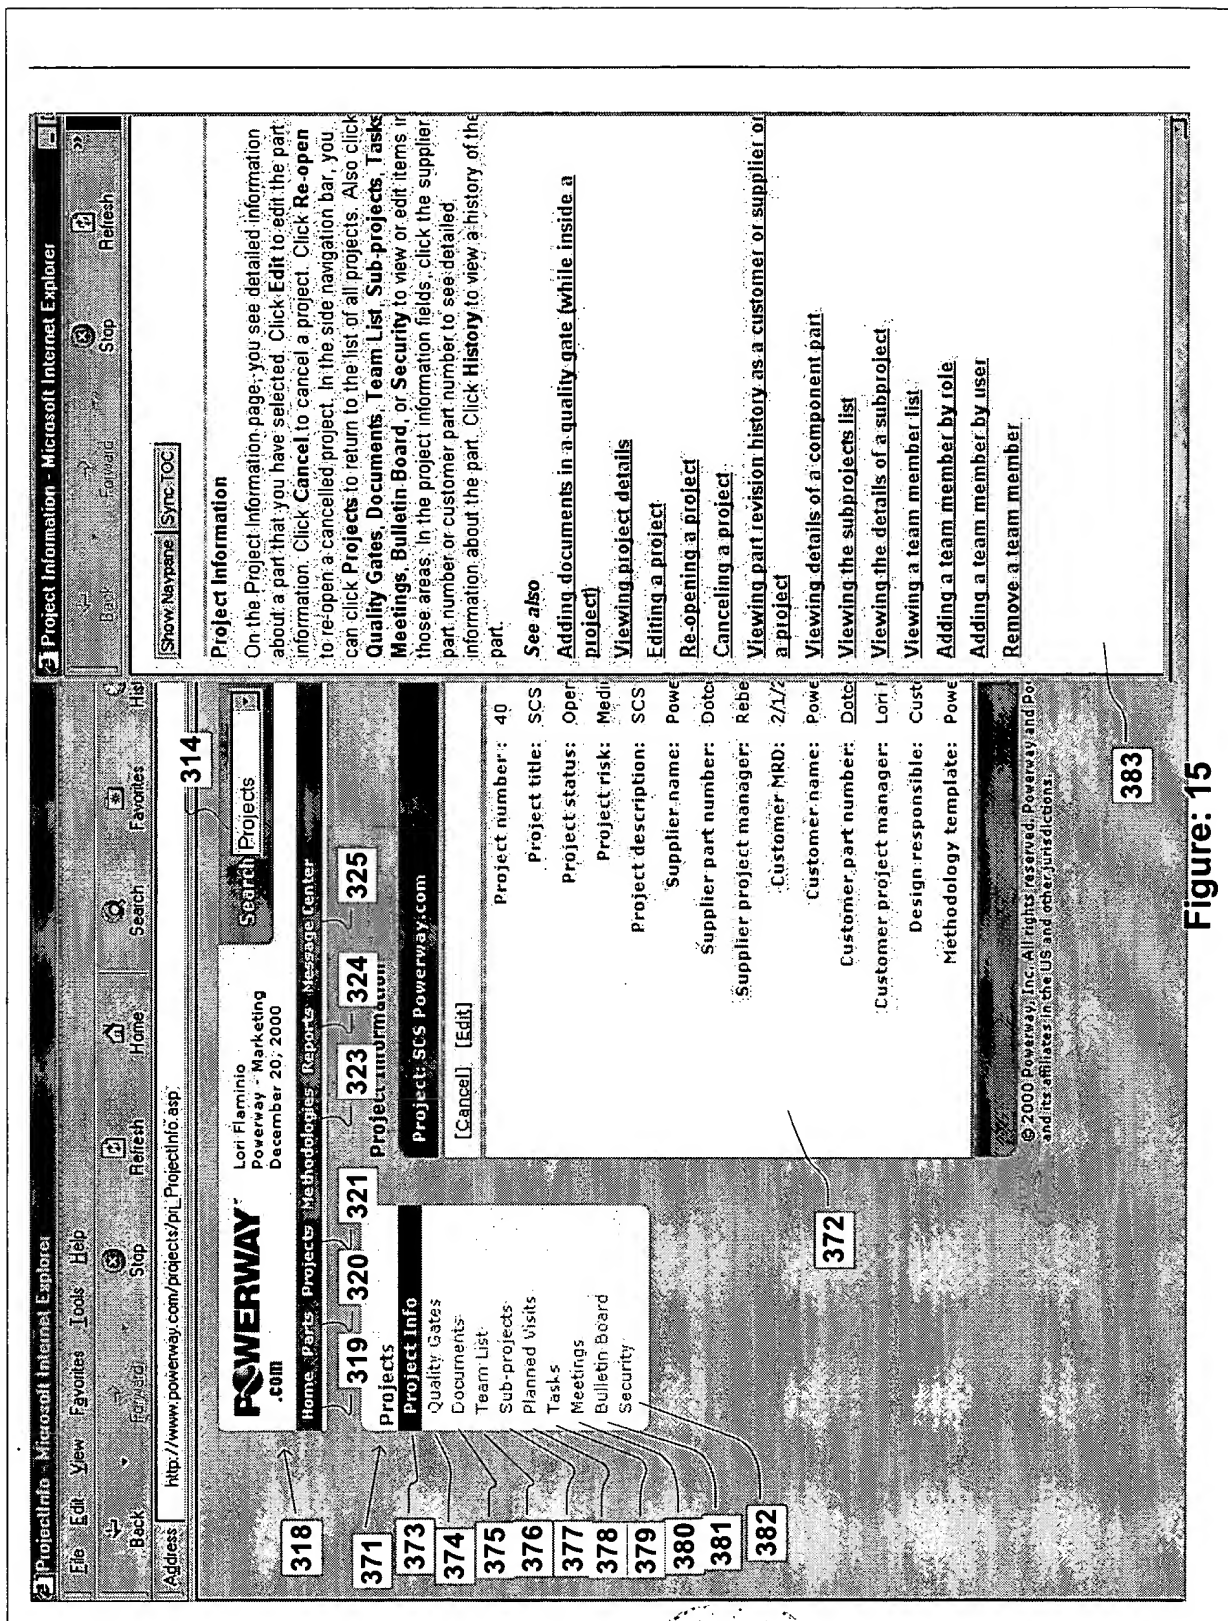 ProjectInfo - Microsoft Internet Explorer
File Edit View Favorites Tools Help
Back Forward Stop Refresh Home Search Favorites His
Address http://www.powerway.com/projects/prj_ProjectInfo.asp
POWERWAY
.com
Lori Flaminio
Powerway - Marketing
December 20, 2000
Search Projects
314
318
Home Parts Projects Methodologies Reports Message Center
319 320 321 323 324 325
371
Projects
Project Info
Quality Gates
Documents
Team List
Sub-projects
Planned Visits
Tasks
Meetings
Bulletin Board
Security
373
374
375
376
377
378
379
380
381
382
Project Information
Project: SCS Powerway.com
[Cancel] [Edit]
Project number: 40
Project title: SCS
Project status: Oper
Project risk: Medi
Project description: SCS
Supplier name: Powe
Supplier part number: Dotco
Supplier project manager: Rebe
Customer MRD: 2/1/2
Customer name: Powe
Customer part number: Dotco
Customer project manager: Lori F
Design responsible: Custo
Methodology template: Powe
372
© 2000 Powerway, Inc. All rights reserved. Powerway and Po
and its affiliates in the US and other jurisdictions.
Project Information - Microsoft Internet Explorer
Back Forward Stop Refresh »
Show Navpane Sync TOC
Project Information
On the Project Information page, you see detailed information
about a part that you have selected. Click Edit to edit the part
information. Click Cancel to cancel a project. Click Re-open
to re-open a cancelled project. In the side navigation bar, you
can click Projects to return to the list of all projects. Also click
Quality Gates, Documents, Team List, Sub-projects, Tasks
Meetings, Bulletin Board, or Security to view or edit items in
those areas. In the project information fields, click the supplier
part number or customer part number to see detailed
information about the part. Click History to view a history of the
part.
See also
Adding documents in a quality gate (while inside a
project)
Viewing project details
Editing a project
Re-opening a project
Canceling a project
Viewing part revision history as a customer or supplier or
a project
Viewing details of a component part
Viewing the subprojects list
Viewing the details of a subproject
Viewing a team member list
Adding a team member by role
Adding a team member by user
Remove a team member
383
Figure: 15